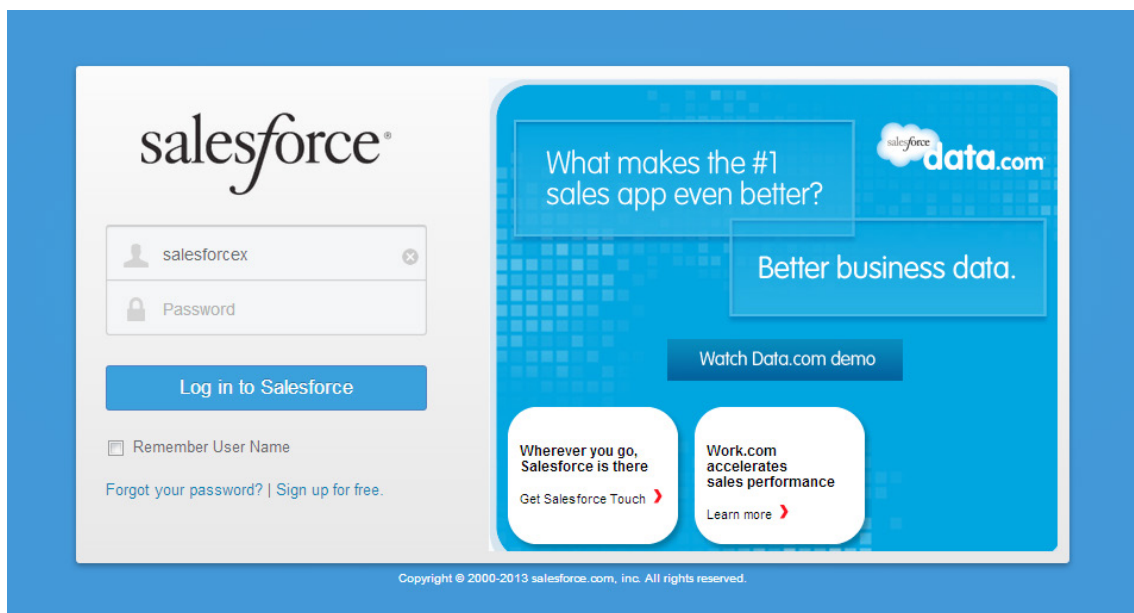 salesforce®
salesforcex
Password
Log in to Salesforce
Remember User Name
Forgot your password? | Sign up for free.
What makes the #1
sales app even better?
salesforce
data.com
Better business data.
Watch Data.com demo
Wherever you go,
Salesforce is there
Get Salesforce Touch ❯
Work.com
accelerates
sales performance
Learn more ❯
Copyright © 2000-2013 salesforce.com, inc. All rights reserved.